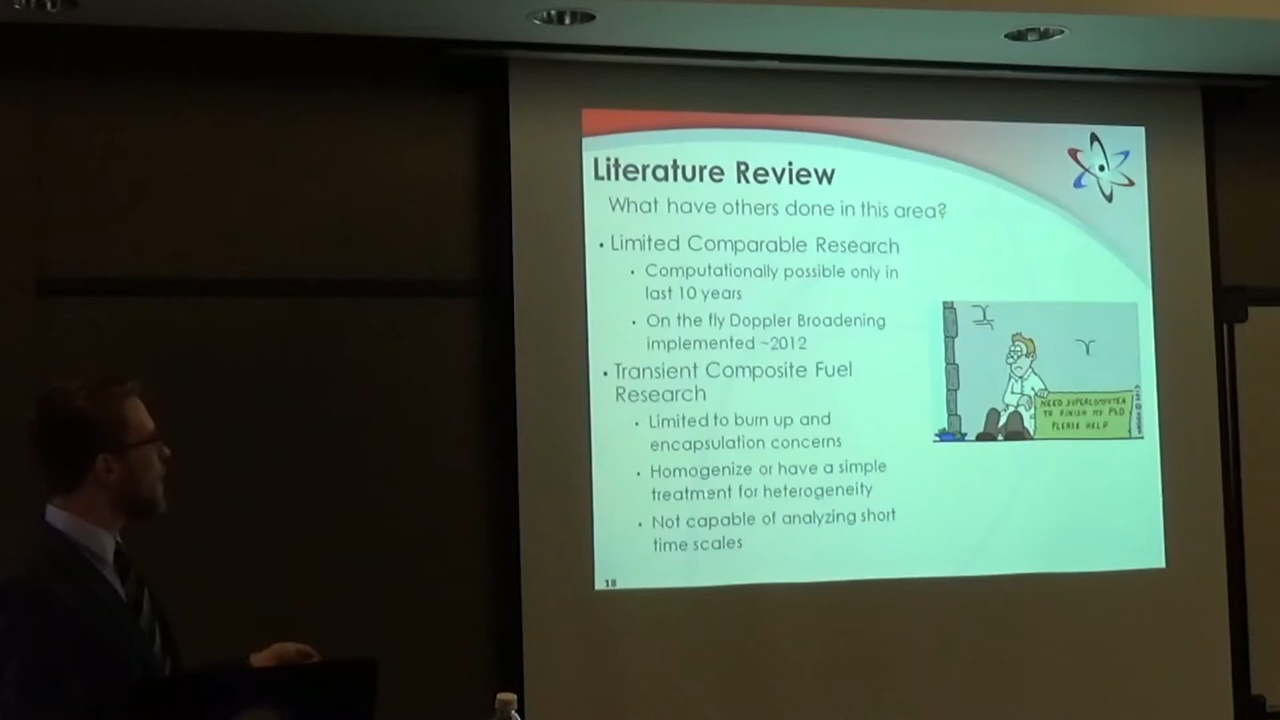 Literature Review
What have others done in this area?
• Limited Comparable Research
• Computationally possible only in
last 10 years
• On the fly Doppler Broadening
implemented ~2012
• Transient Composite Fuel
Research
• Limited to burn up and
encapsulation concerns
• Homogenize or have a simple
treatment for heterogeneity
• Not capable of analyzing short
time scales
NEED SUPERCOMPUTER
TO FINISH MY PhD
PLEASE HELP
18